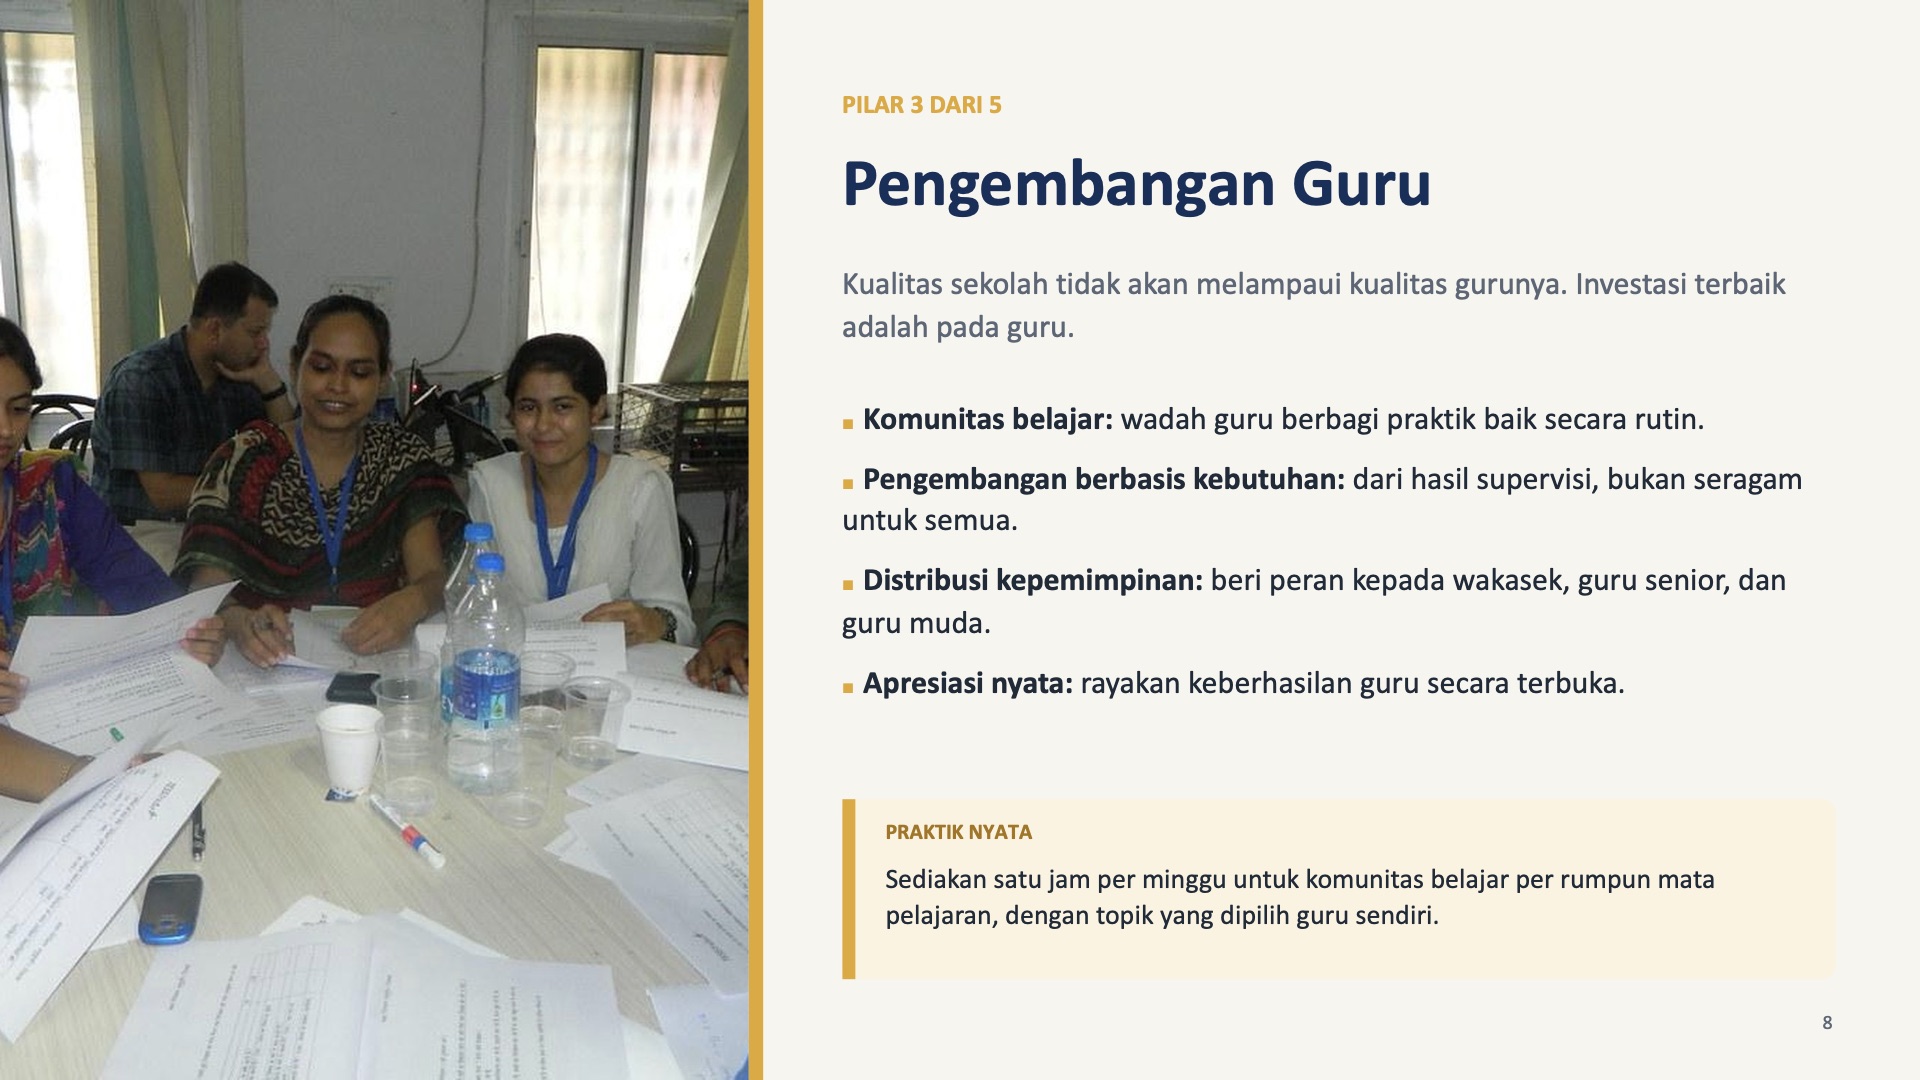 PILAR 3 DARI 5
Pengembangan Guru
Kualitas sekolah tidak akan melampaui kualitas gurunya. Investasi terbaik
adalah pada guru.
▪ Komunitas belajar: wadah guru berbagi praktik baik secara rutin.
▪ Pengembangan berbasis kebutuhan: dari hasil supervisi, bukan seragam
untuk semua.
▪ Distribusi kepemimpinan: beri peran kepada wakasek, guru senior, dan
guru muda.
▪ Apresiasi nyata: rayakan keberhasilan guru secara terbuka.
PRAKTIK NYATA
Sediakan satu jam per minggu untuk komunitas belajar per rumpun mata
pelajaran, dengan topik yang dipilih guru sendiri.
8